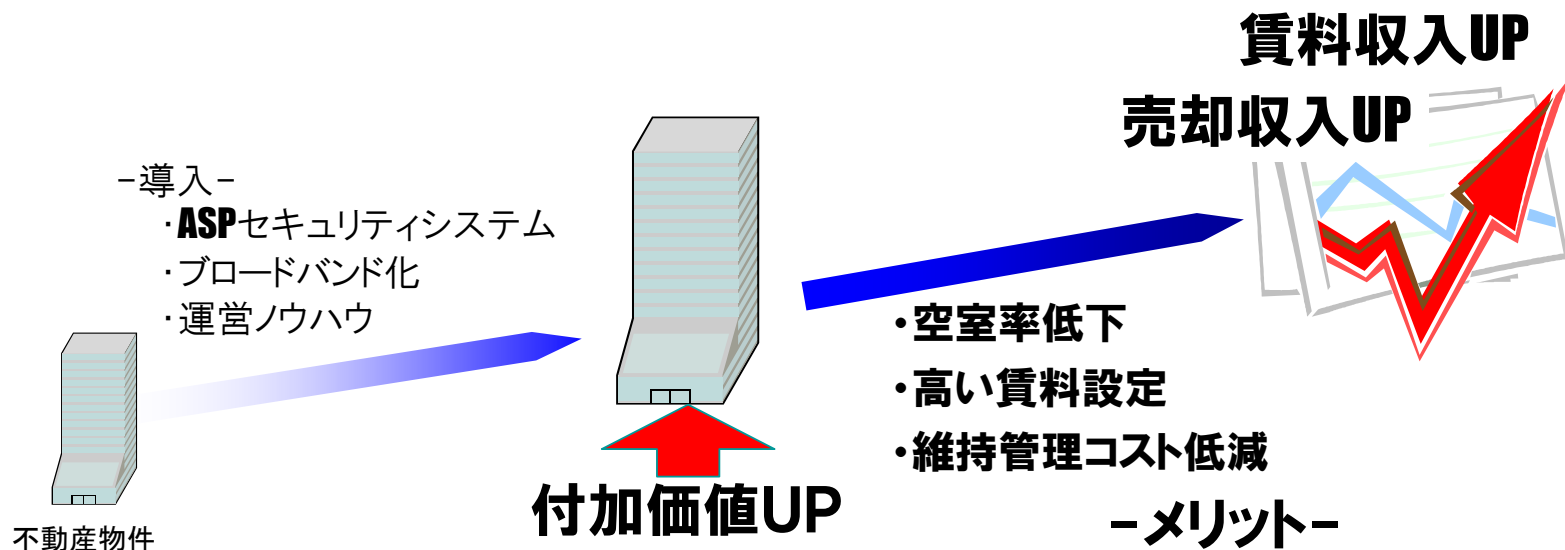 賃料収入UP
売却収入UP
−導入−
・ASPセキュリティシステム
・ブロードバンド化
・運営ノウハウ
不動産物件
付加価値UP
・空室率低下
・高い賃料設定
・維持管理コスト低減
−メリット−